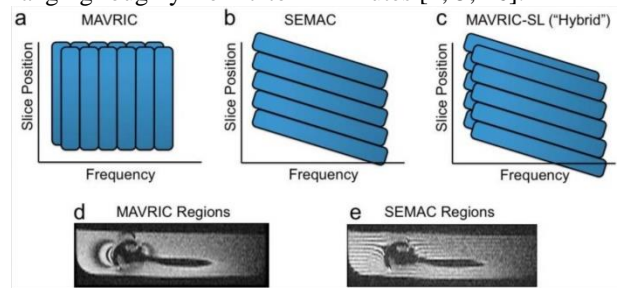 a MAVRIC b SEMAC c MAVRIC-SL ("Hybrid")
Slice Position Slice Position Slice Position
Frequency Frequency Frequency
d MAVRIC Regions e SEMAC Regions